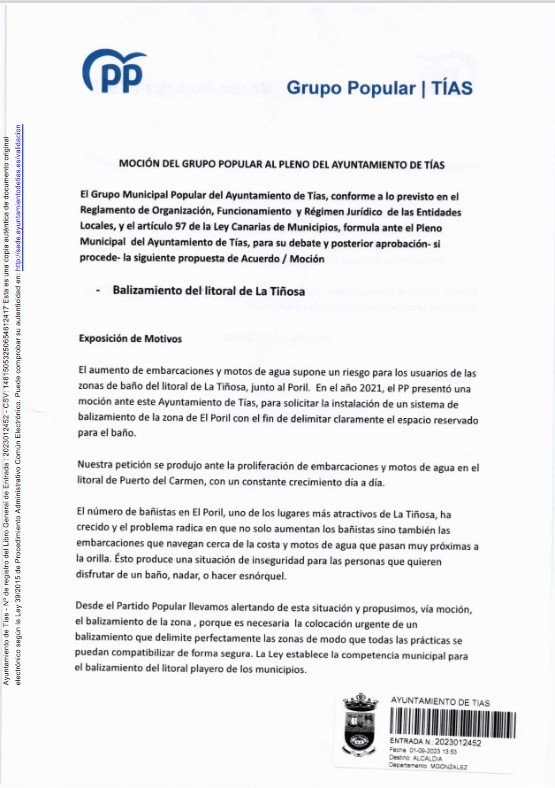 PP
Grupo Popular | TÍAS
MOCIÓN DEL GRUPO POPULAR AL PLENO DEL AYUNTAMIENTO DE TÍAS
El Grupo Municipal Popular del Ayuntamiento de Tías, conforme a lo previsto en el
Reglamento de Organización, Funcionamiento y Régimen Jurídico de las Entidades
Locales, y el artículo 97 de la Ley Canarias de Municipios, formula ante el Pleno
Municipal del Ayuntamiento de Tías, para su debate y posterior aprobación- si
procede- la siguiente propuesta de Acuerdo / Moción
- Balizamiento del litoral de La Tiñosa
Exposición de Motivos
El aumento de embarcaciones y motos de agua supone un riesgo para los usuarios de las
zonas de baño del litoral de La Tiñosa, junto al Poril. En el año 2021, el PP presentó una
moción ante este Ayuntamiento de Tías, para solicitar la instalación de un sistema de
balizamiento de la zona de El Poril con el fin de delimitar claramente el espacio reservado
para el baño.
Nuestra petición se produjo ante la proliferación de embarcaciones y motos de agua en el
litoral de Puerto del Carmen, con un constante crecimiento día a día.
El número de bañistas en El Poril, uno de los lugares más atractivos de La Tiñosa, ha
crecido y el problema radica en que no solo aumentan los bañistas sino también las
embarcaciones que navegan cerca de la costa y motos de agua que pasan muy próximas a
la orilla. Ésto produce una situación de inseguridad para las personas que quieren
disfrutar de un baño, nadar, o hacer esnórquel.
Desde el Partido Popular llevamos alertando de esta situación y propusimos, vía moción,
el balizamiento de la zona , porque es necesaria la colocación urgente de un
balizamiento que delimite perfectamente las zonas de modo que todas las prácticas se
puedan compatibilizar de forma segura. La Ley establece la competencia municipal para
el balizamiento del litoral playero de los municipios.
AYUNTAMIENTO DE TIAS
ENTRADA N.:2023012452
Fecha: 01-09-2023 13:53
Destino: ALCALDIA
Departamento: MGONZALEZ
Ayuntamiento de Tías - Nº de registro del Libro General de Entrada : 2023012452 - CSV: 14615053250654612417 Esta es una copia auténtica de documento original
electrónico según la Ley 39/2015 de Procedimiento Administrativo Común Electrónico. Puede comprobar su autenticidad en: http://sede.ayuntamientodetias.es/validacion